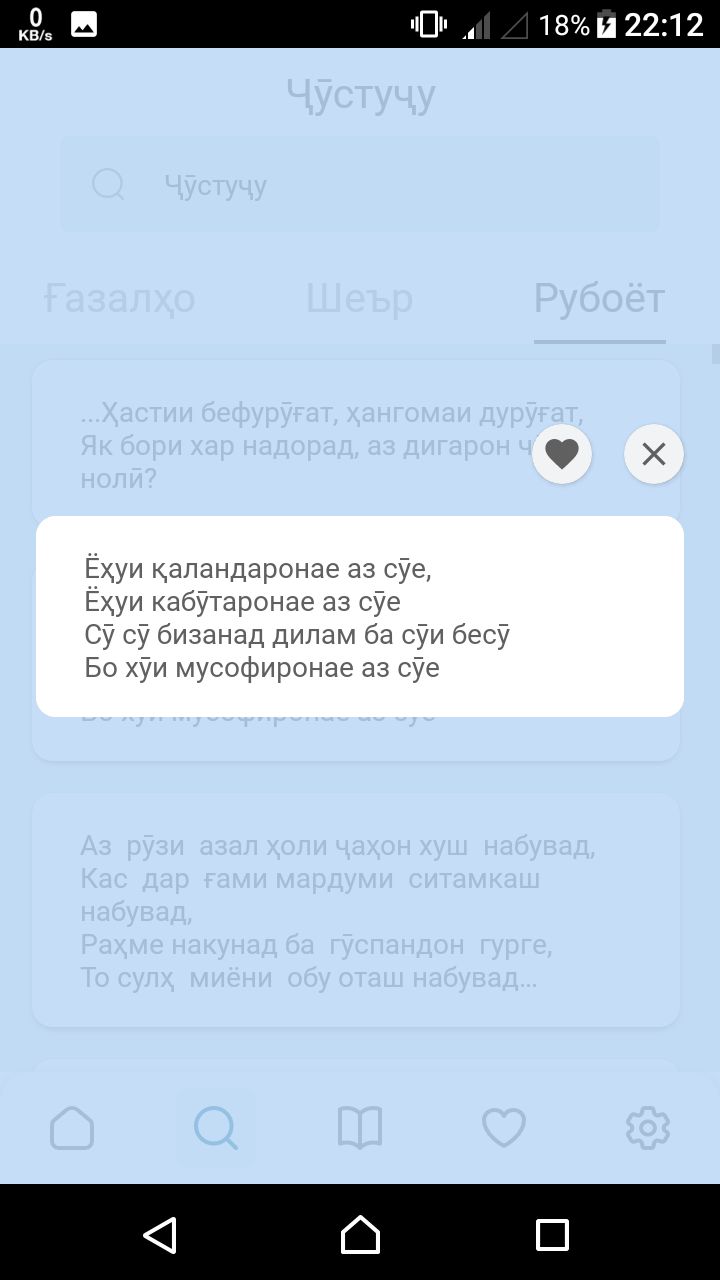 0
KB/s
18%
22:12
Ҷӯстуҷу
Ҷӯстуҷу
Ғазалҳо
Шеър
Рубоёт
...Ҳастии бефурӯғат, ҳангомаи дурӯғат,
Як бори хар надорад, аз дигарон
нолӣ?
Ёҳуи қаландаронае аз сӯе,
Ёҳуи кабӯтаронае аз сӯе
Сӯ сӯ бизанад дилам ба сӯи бесӯ
Бо хӯи мусофиронае аз сӯе
Бо хӯи мусофиронае аз сӯе
Аз рӯзи азал ҳоли ҷаҳон хуш набувад,
Кас дар ғами мардуми ситамкаш
набувад,
Раҳме накунад ба гӯспандон гурге,
То сулҳ миёни обу оташ набувад...